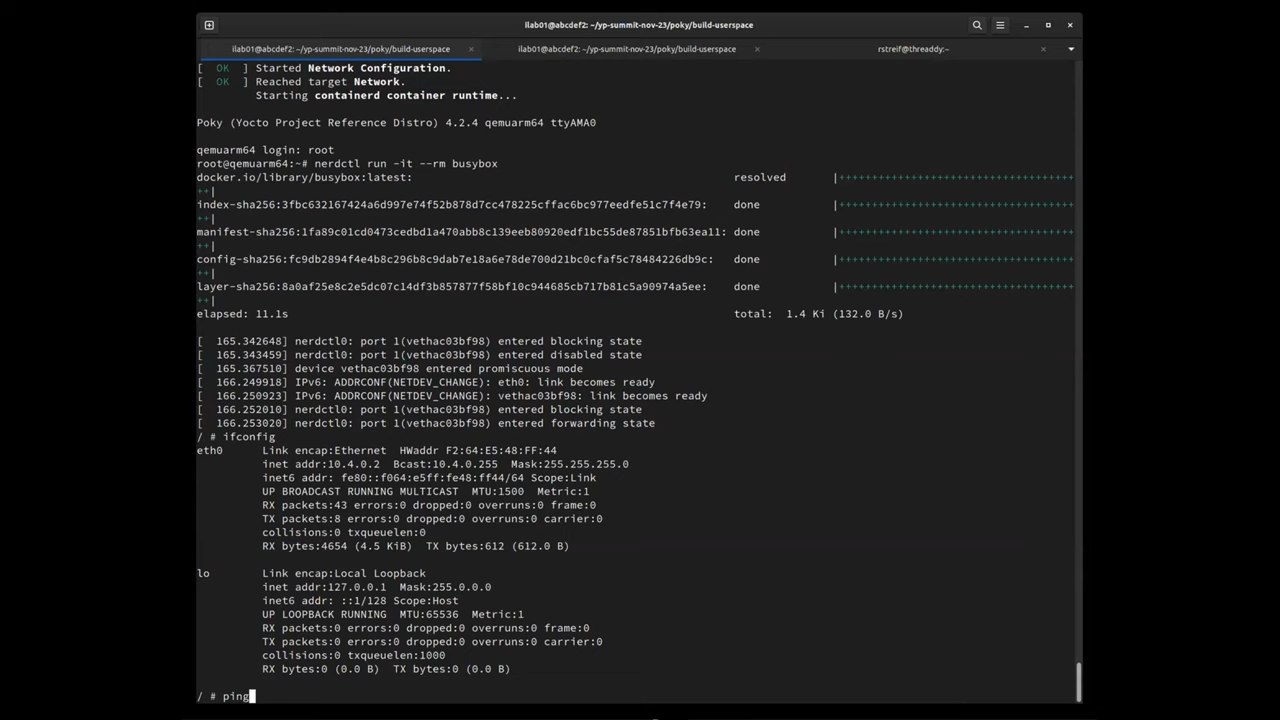 ilab01@abcdef2: ~/yp-summit-nov-23/poky/build-userspace
ilab01@abcdef2: ~/yp-summit-nov-23/poky/build-userspace × ilab01@abcdef2: ~/yp-summit-nov-23/poky/build-userspace × rstreif@threaddy:~ ×
[  OK  ] Started Network Configuration.
[  OK  ] Reached target Network.
         Starting containerd container runtime...
Poky (Yocto Project Reference Distro) 4.2.4 qemuarm64 ttyAMA0
qemuarm64 login: root
root@qemuarm64:~# nerdctl run -it --rm busybox
docker.io/library/busybox:latest: resolved |++++++++++++++++++++++++++++++++++++
++|
index-sha256:3fbc632167424a6d997e74f52b878d7cc478225cffac6bc977eedfe51c7f4e79: done |++++++++++++++++++++++++++++++++++++
++|
manifest-sha256:1fa89c01cd0473cedbd1a470abb8c139eeb80920edf1bc55de87851bfb63ea11: done |++++++++++++++++++++++++++++++++++++
++|
config-sha256:fc9db2894f4e4b8c296b8c9dab7e18a6e78de700d21bc0cfaf5c78484226db9c: done |++++++++++++++++++++++++++++++++++++
++|
layer-sha256:8a0af25e8c2e5dc07c14df3b857877f58bf10c944685cb717b81c5a90974a5ee: done |++++++++++++++++++++++++++++++++++++
++|
elapsed: 11.1s total:  1.4 Ki (132.0 B/s)
[  165.342648] nerdctl0: port 1(vethac03bf98) entered blocking state
[  165.343459] nerdctl0: port 1(vethac03bf98) entered disabled state
[  165.367510] device vethac03bf98 entered promiscuous mode
[  166.249918] IPv6: ADDRCONF(NETDEV_CHANGE): eth0: link becomes ready
[  166.250923] IPv6: ADDRCONF(NETDEV_CHANGE): vethac03bf98: link becomes ready
[  166.252010] nerdctl0: port 1(vethac03bf98) entered blocking state
[  166.253020] nerdctl0: port 1(vethac03bf98) entered forwarding state
/ # ifconfig
eth0      Link encap:Ethernet  HWaddr F2:64:E5:48:FF:44
          inet addr:10.4.0.2  Bcast:10.4.0.255  Mask:255.255.255.0
          inet6 addr: fe80::f064:e5ff:fe48:ff44/64 Scope:Link
          UP BROADCAST RUNNING MULTICAST  MTU:1500  Metric:1
          RX packets:43 errors:0 dropped:0 overruns:0 frame:0
          TX packets:8 errors:0 dropped:0 overruns:0 carrier:0
          collisions:0 txqueuelen:0
          RX bytes:4654 (4.5 KiB)  TX bytes:612 (612.0 B)
lo        Link encap:Local Loopback
          inet addr:127.0.0.1  Mask:255.0.0.0
          inet6 addr: ::1/128 Scope:Host
          UP LOOPBACK RUNNING  MTU:65536  Metric:1
          RX packets:0 errors:0 dropped:0 overruns:0 frame:0
          TX packets:0 errors:0 dropped:0 overruns:0 carrier:0
          collisions:0 txqueuelen:1000
          RX bytes:0 (0.0 B)  TX bytes:0 (0.0 B)
/ # ping